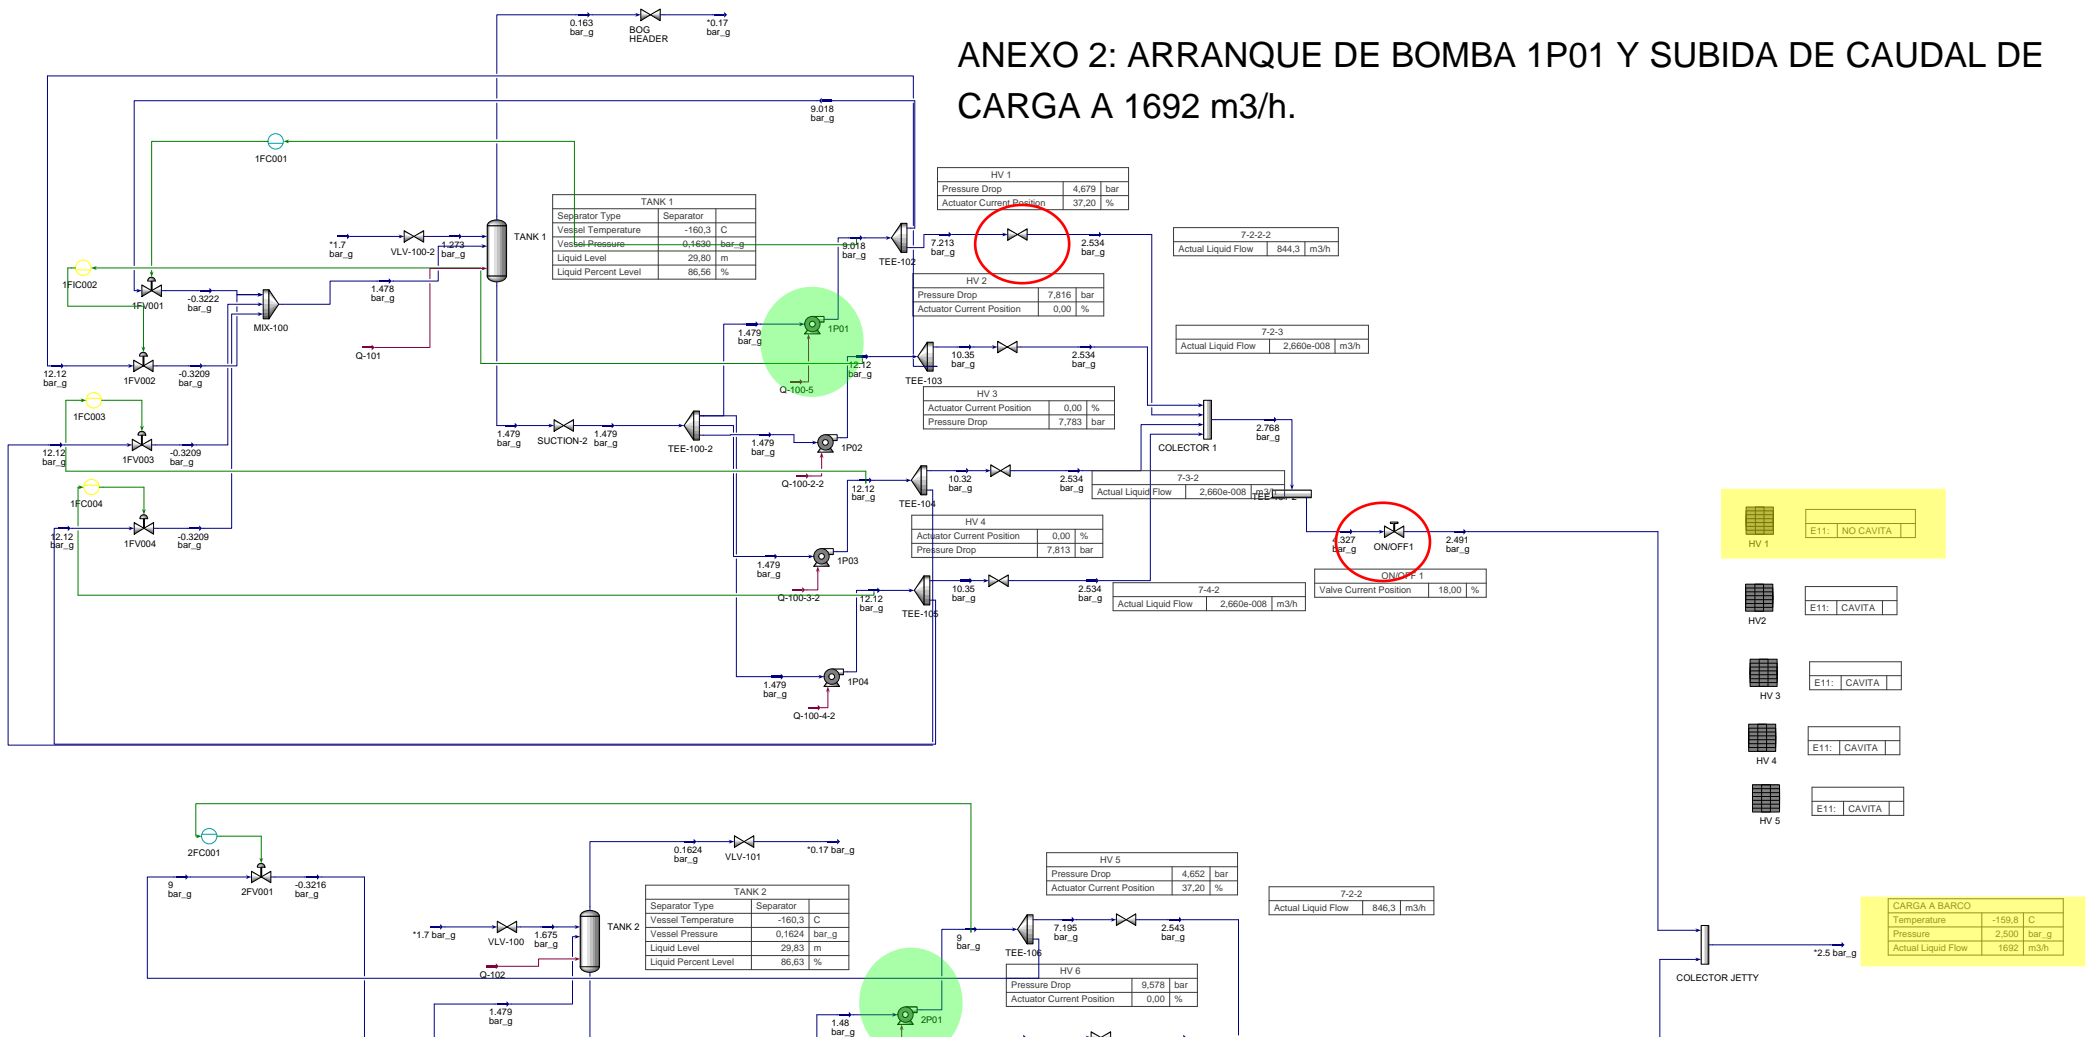 ANEXO 2: ARRANQUE DE BOMBA 1P01 Y SUBIDA DE CAUDAL DE
CARGA A 1692 m3/h.
0.163
bar_g
BOG
HEADER
*0.17
bar_g
9.018
bar_g
1FC001
HV 1
Pressure Drop 4,679 bar
Actuator Current Position 37,20 %
TANK 1
Separator Type Separator
Vessel Temperature -160,3 C
Vessel Pressure 0,1630 bar_g
Liquid Level 29,80 m
Liquid Percent Level 86,56 %
TANK 1
*1.7
bar_g
VLV-100-2
1.273
bar_g
9.018
bar_g
TEE-102
7.213
bar_g
2.534
bar_g
7-2-2-2
Actual Liquid Flow 844,3 m3/h
1FIC002
1FV001
-0.3222
bar_g
MIX-100
1.478
bar_g
HV 2
Pressure Drop 7,816 bar
Actuator Current Position 0,00 %
Q-101
1.479
bar_g
1P01
Q-100-5
7-2-3
Actual Liquid Flow 2,660e-008 m3/h
12.12
bar_g
1FV002
-0.3209
bar_g
12.12
bar_g
TEE-103
10.35
bar_g
2.534
bar_g
HV 3
Actuator Current Position 0,00 %
Pressure Drop 7,783 bar
1FC003
12.12
bar_g
1FV003
-0.3209
bar_g
1.479
bar_g
SUCTION-2
1.479
bar_g
TEE-100-2
1.479
bar_g
1P02
Q-100-2-2
COLECTOR 1
2.768
bar_g
12.12
bar_g
TEE-104
10.32
bar_g
2.534
bar_g
7-3-2
Actual Liquid Flow 2,660e-008 m3/h
1FC004
12.12
bar_g
1FV004
-0.3209
bar_g
HV 4
Actuator Current Position 0,00 %
Pressure Drop 7,813 bar
4.327
bar_g
ON/OFF1
2.491
bar_g
ON/OFF 1
Valve Current Position 18,00 %
1.479
bar_g
1P03
Q-100-3-2
12.12
bar_g
TEE-105
10.35
bar_g
2.534
bar_g
7-4-2
Actual Liquid Flow 2,660e-008 m3/h
1.479
bar_g
1P04
Q-100-4-2
HV 1
E11: NO CAVITA
HV2
E11: CAVITA
HV 3
E11: CAVITA
HV 4
E11: CAVITA
HV 5
E11: CAVITA
2FC001
9
bar_g
2FV001
-0.3216
bar_g
0.1624
bar_g
VLV-101
*0.17 bar_g
TANK 2
Separator Type Separator
Vessel Temperature -160,3 C
Vessel Pressure 0,1624 bar_g
Liquid Level 29,83 m
Liquid Percent Level 86,63 %
*1.7 bar_g
VLV-100
1.675
bar_g
TANK 2
Q-102
1.479
bar_g
HV 5
Pressure Drop 4,652 bar
Actuator Current Position 37,20 %
7-2-2
Actual Liquid Flow 846,3 m3/h
9
bar_g
TEE-106
7.195
bar_g
2.543
bar_g
HV 6
Pressure Drop 9,578 bar
Actuator Current Position 0,00 %
1.48
bar_g
2P01
COLECTOR JETTY
*2.5 bar_g
CARGA A BARCO
Temperature -159,8 C
Pressure 2,500 bar_g
Actual Liquid Flow 1692 m3/h